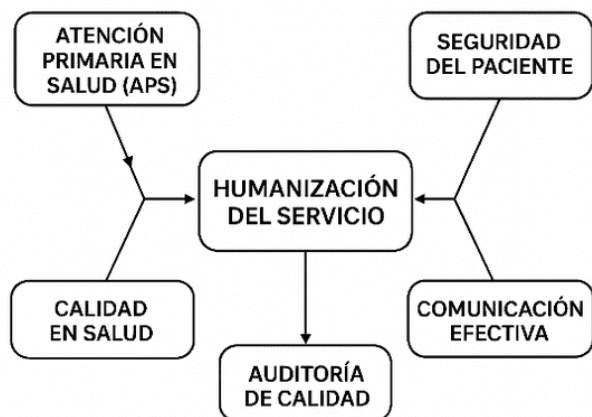 ATENCIÓN
PRIMARIA EN
SALUD (APS)
SEGURIDAD
DEL PACIENTE
HUMANIZACIÓN
DEL SERVICIO
CALIDAD
EN SALUD
COMUNICACIÓN
EFECTIVA
AUDITORÍA
DE CALIDAD